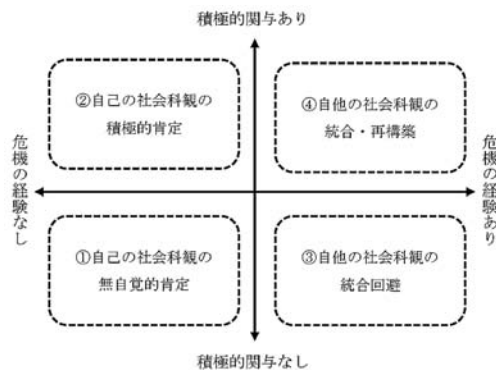 積極的関与あり
②自己の社会科観の
積極的肯定
④自他の社会科観の
統合・再構築
危機の経験なし
危機の経験あり
①自己の社会科観の
無自覚的肯定
③自他の社会科観の
統合回避
積極的関与なし